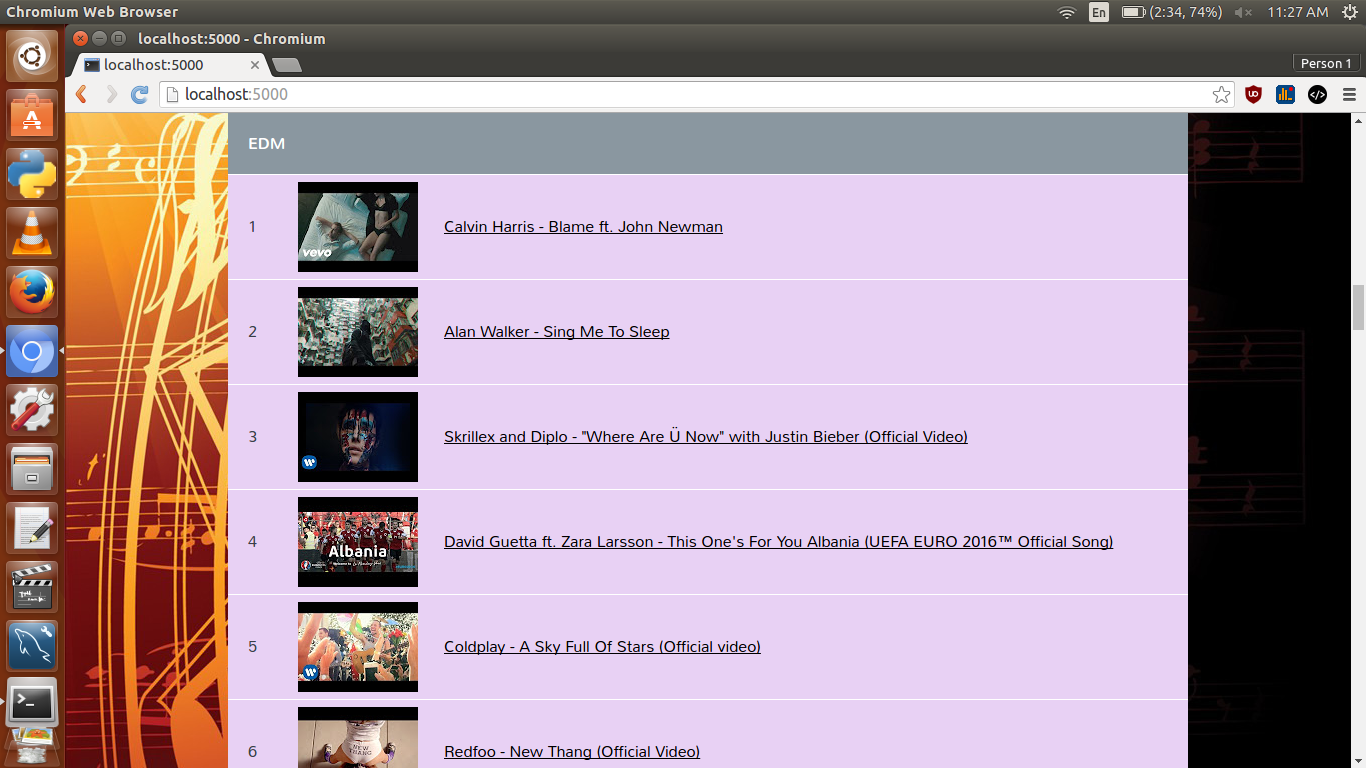 Chromium Web Browser
En
(2:34, 74%)
11:27 AM
localhost:5000 - Chromium
localhost:5000
Person 1
localhost:5000
EDM
1
vevo
Calvin Harris - Blame ft. John Newman
2
Alan Walker - Sing Me To Sleep
3
Skrillex and Diplo - "Where Are Ü Now" with Justin Bieber (Official Video)
4
Albania
David Guetta ft. Zara Larsson - This One's For You Albania (UEFA EURO 2016™ Official Song)
5
Coldplay - A Sky Full Of Stars (Official video)
6
NEW
THANG
Redfoo - New Thang (Official Video)